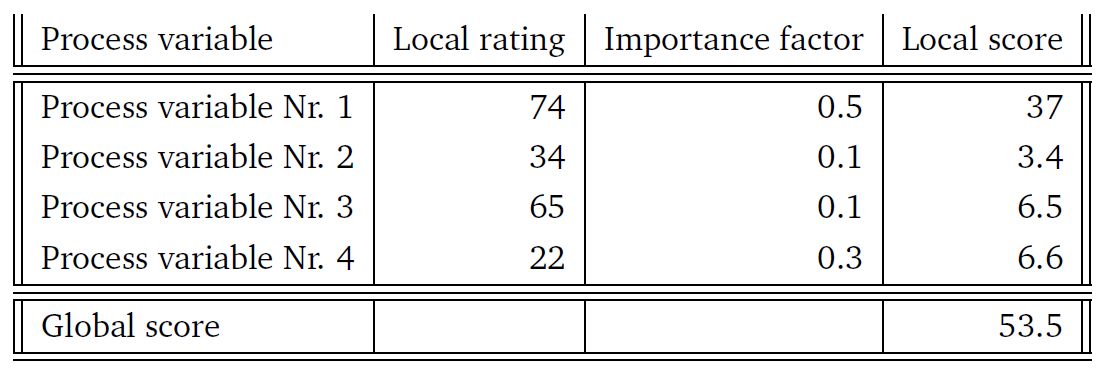 Process variable Local rating Importance factor Local score
Process variable Nr. 1 74 0.5 37
Process variable Nr. 2 34 0.1 3.4
Process variable Nr. 3 65 0.1 6.5
Process variable Nr. 4 22 0.3 6.6
Global score 53.5